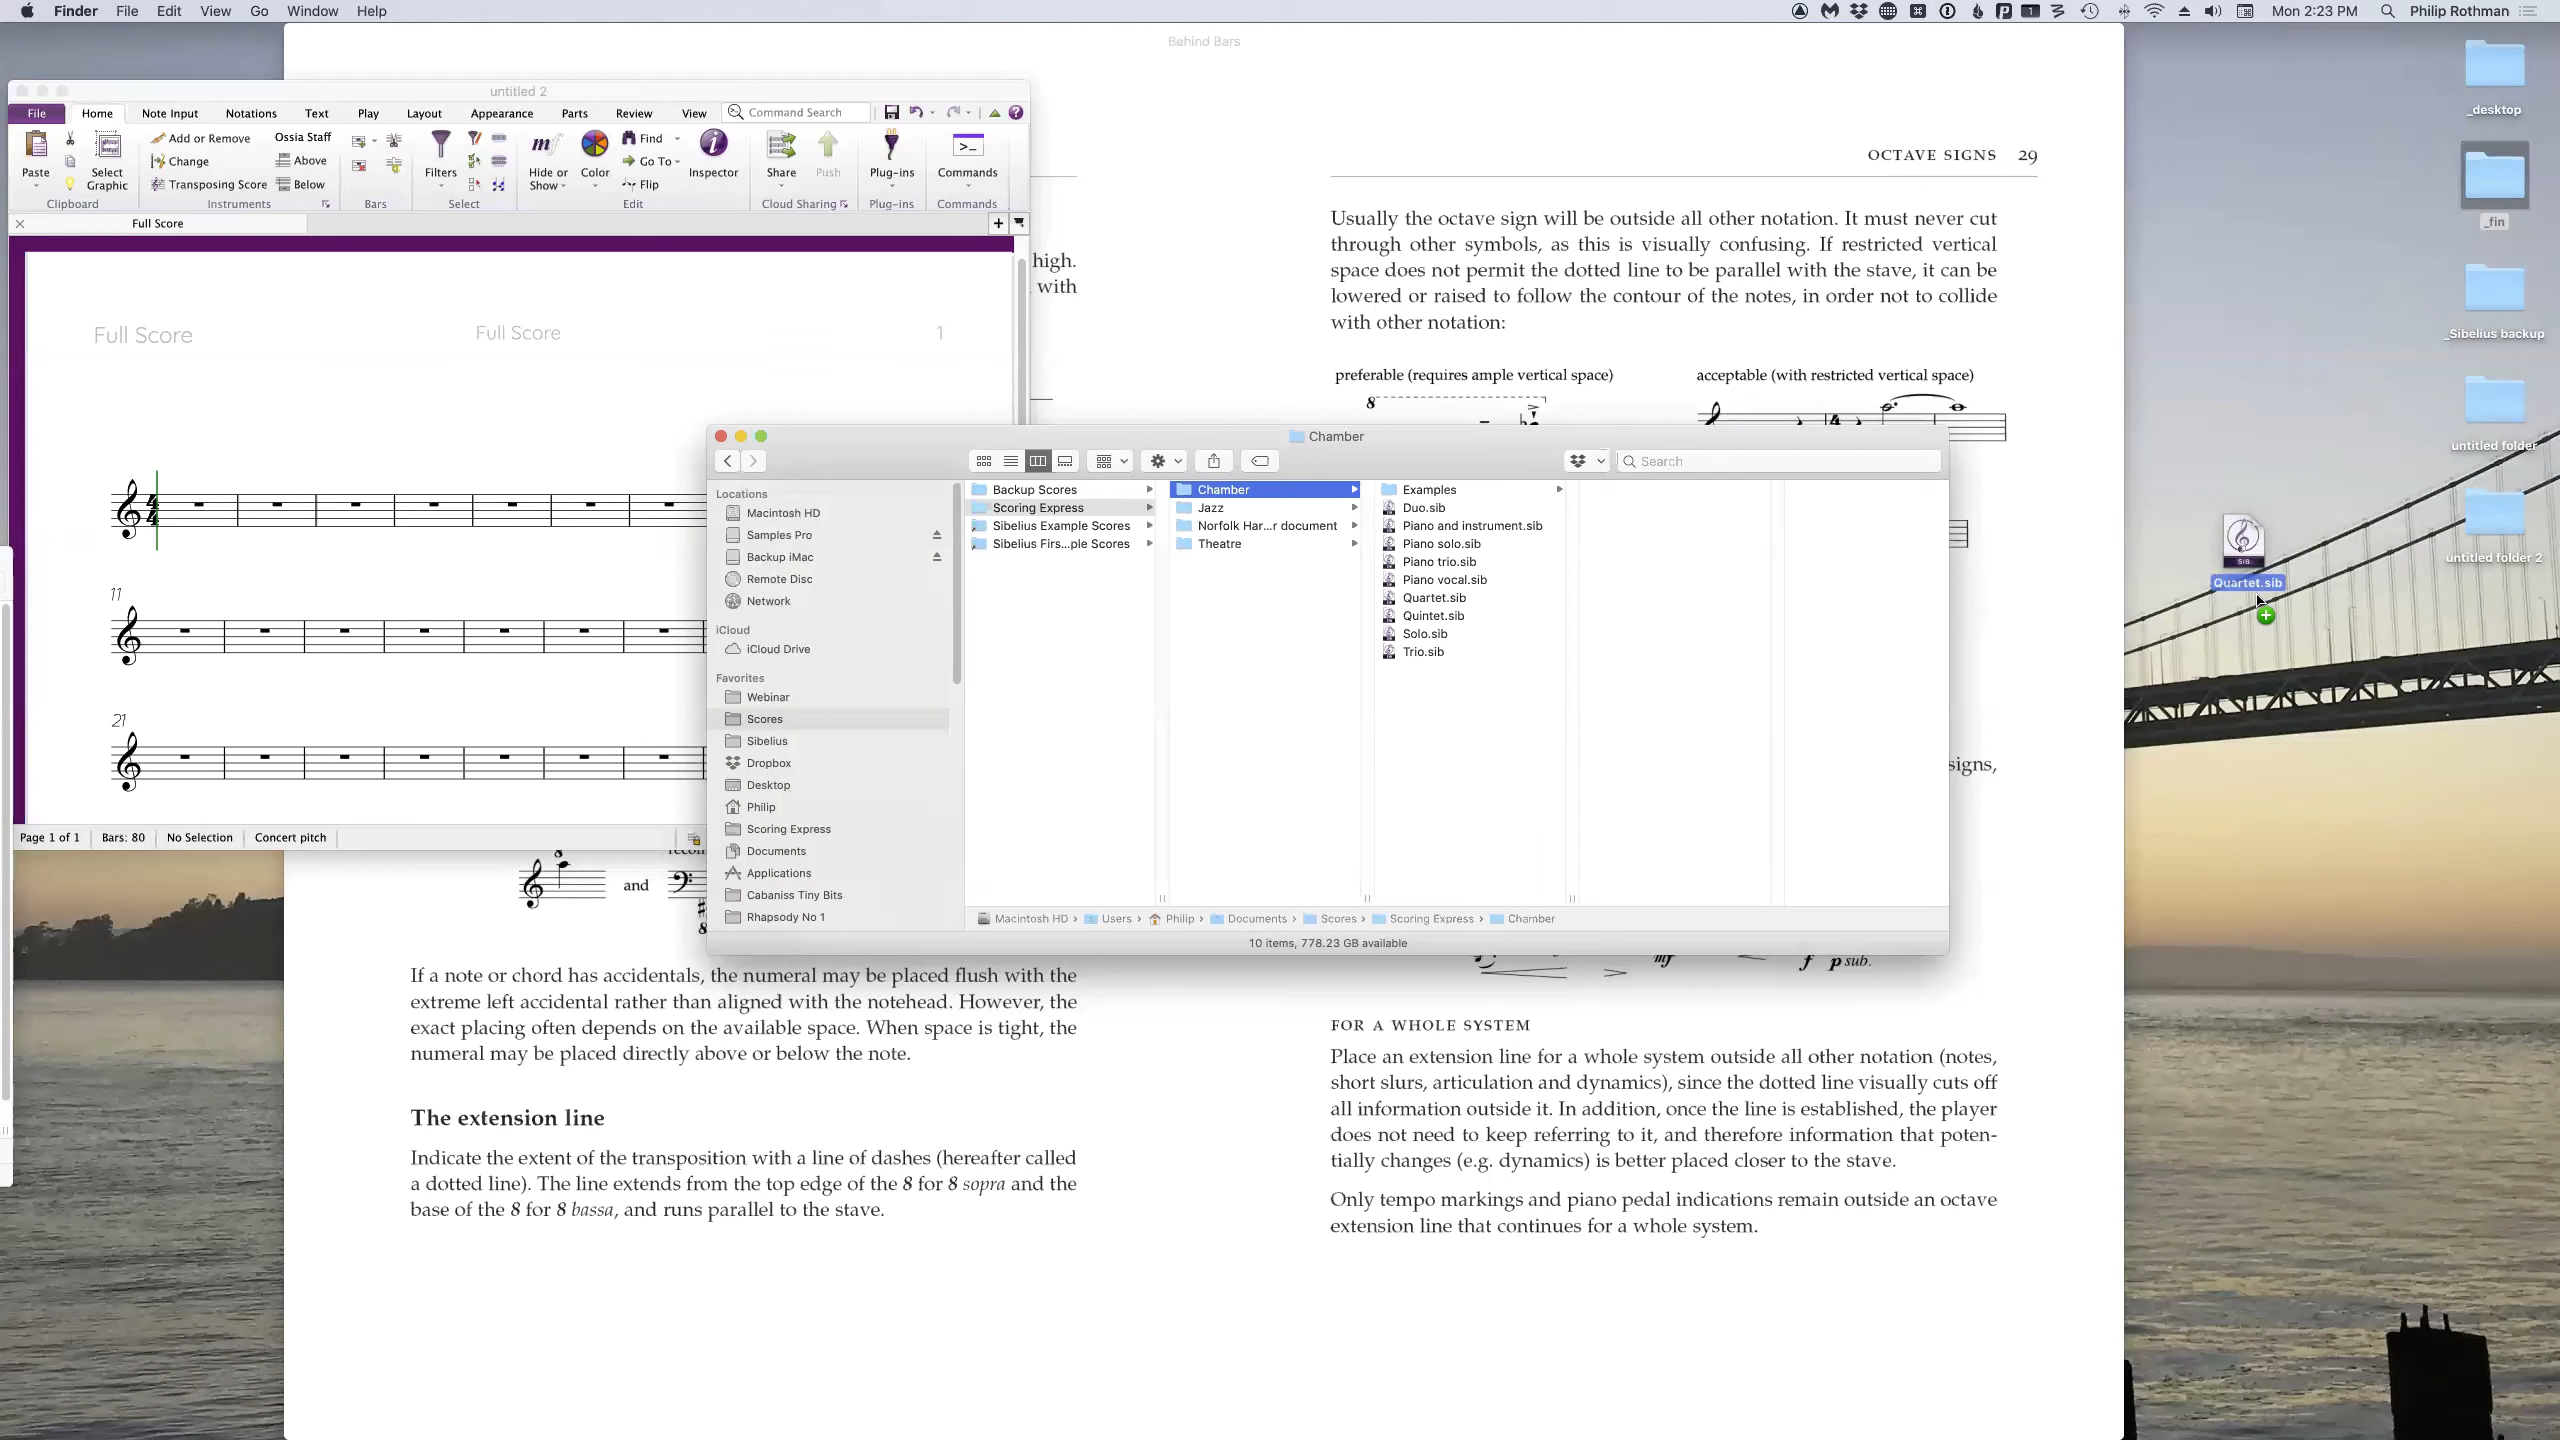 Finder File Edit View Go Window Help
Mon 2:23 PM Philip Rothman
Behind Bars
_desktop
_fin
_Sibelius backup
untitled folder
untitled folder 2
Quartet.sib
SIB
untitled 2
File Home Note Input Notations Text Play Layout Appearance Parts Review View Command Search
Paste
Select Graphic
Clipboard
Add or Remove
Change
Transposing Score
Ossia Staff
Above
Below
Instruments
Bars
Filters
Select
Hide or Show
Color
Find
Go To
Flip
Inspector
Edit
Share
Push
Cloud Sharing
Plug-ins
Plug-ins
Commands
Commands
Full Score
Full Score
Full Score
1
11
21
Page 1 of 1 Bars: 80 No Selection Concert pitch
high.
with
OCTAVE SIGNS 29
Usually the octave sign will be outside all other notation. It must never cut
through other symbols, as this is visually confusing. If restricted vertical
space does not permit the dotted line to be parallel with the stave, it can be
lowered or raised to follow the contour of the notes, in order not to collide
with other notation:
preferable (requires ample vertical space)
acceptable (with restricted vertical space)
8
Chamber
Search
Locations
Macintosh HD
Samples Pro
Backup iMac
Remote Disc
Network
iCloud
iCloud Drive
Favorites
Webinar
Scores
Sibelius
Dropbox
Desktop
Philip
Scoring Express
Documents
Applications
Cabaniss Tiny Bits
Rhapsody No 1
Backup Scores
Scoring Express
Sibelius Example Scores
Sibelius Firs...ple Scores
Chamber
Jazz
Norfolk Har...r document
Theatre
Examples
Duo.sib
Piano and instrument.sib
Piano solo.sib
Piano trio.sib
Piano vocal.sib
Quartet.sib
Quintet.sib
Solo.sib
Trio.sib
Macintosh HD › Users › Philip › Documents › Scores › Scoring Express › Chamber
10 items, 778.23 GB available
signs,
and
8
mf f p sub.
If a note or chord has accidentals, the numeral may be placed flush with the
extreme left accidental rather than aligned with the notehead. However, the
exact placing often depends on the available space. When space is tight, the
numeral may be placed directly above or below the note.
The extension line
Indicate the extent of the transposition with a line of dashes (hereafter called
a dotted line). The line extends from the top edge of the 8 for 8 sopra and the
base of the 8 for 8 bassa, and runs parallel to the stave.
FOR A WHOLE SYSTEM
Place an extension line for a whole system outside all other notation (notes,
short slurs, articulation and dynamics), since the dotted line visually cuts off
all information outside it. In addition, once the line is established, the player
does not need to keep referring to it, and therefore information that poten-
tially changes (e.g. dynamics) is better placed closer to the stave.
Only tempo markings and piano pedal indications remain outside an octave
extension line that continues for a whole system.